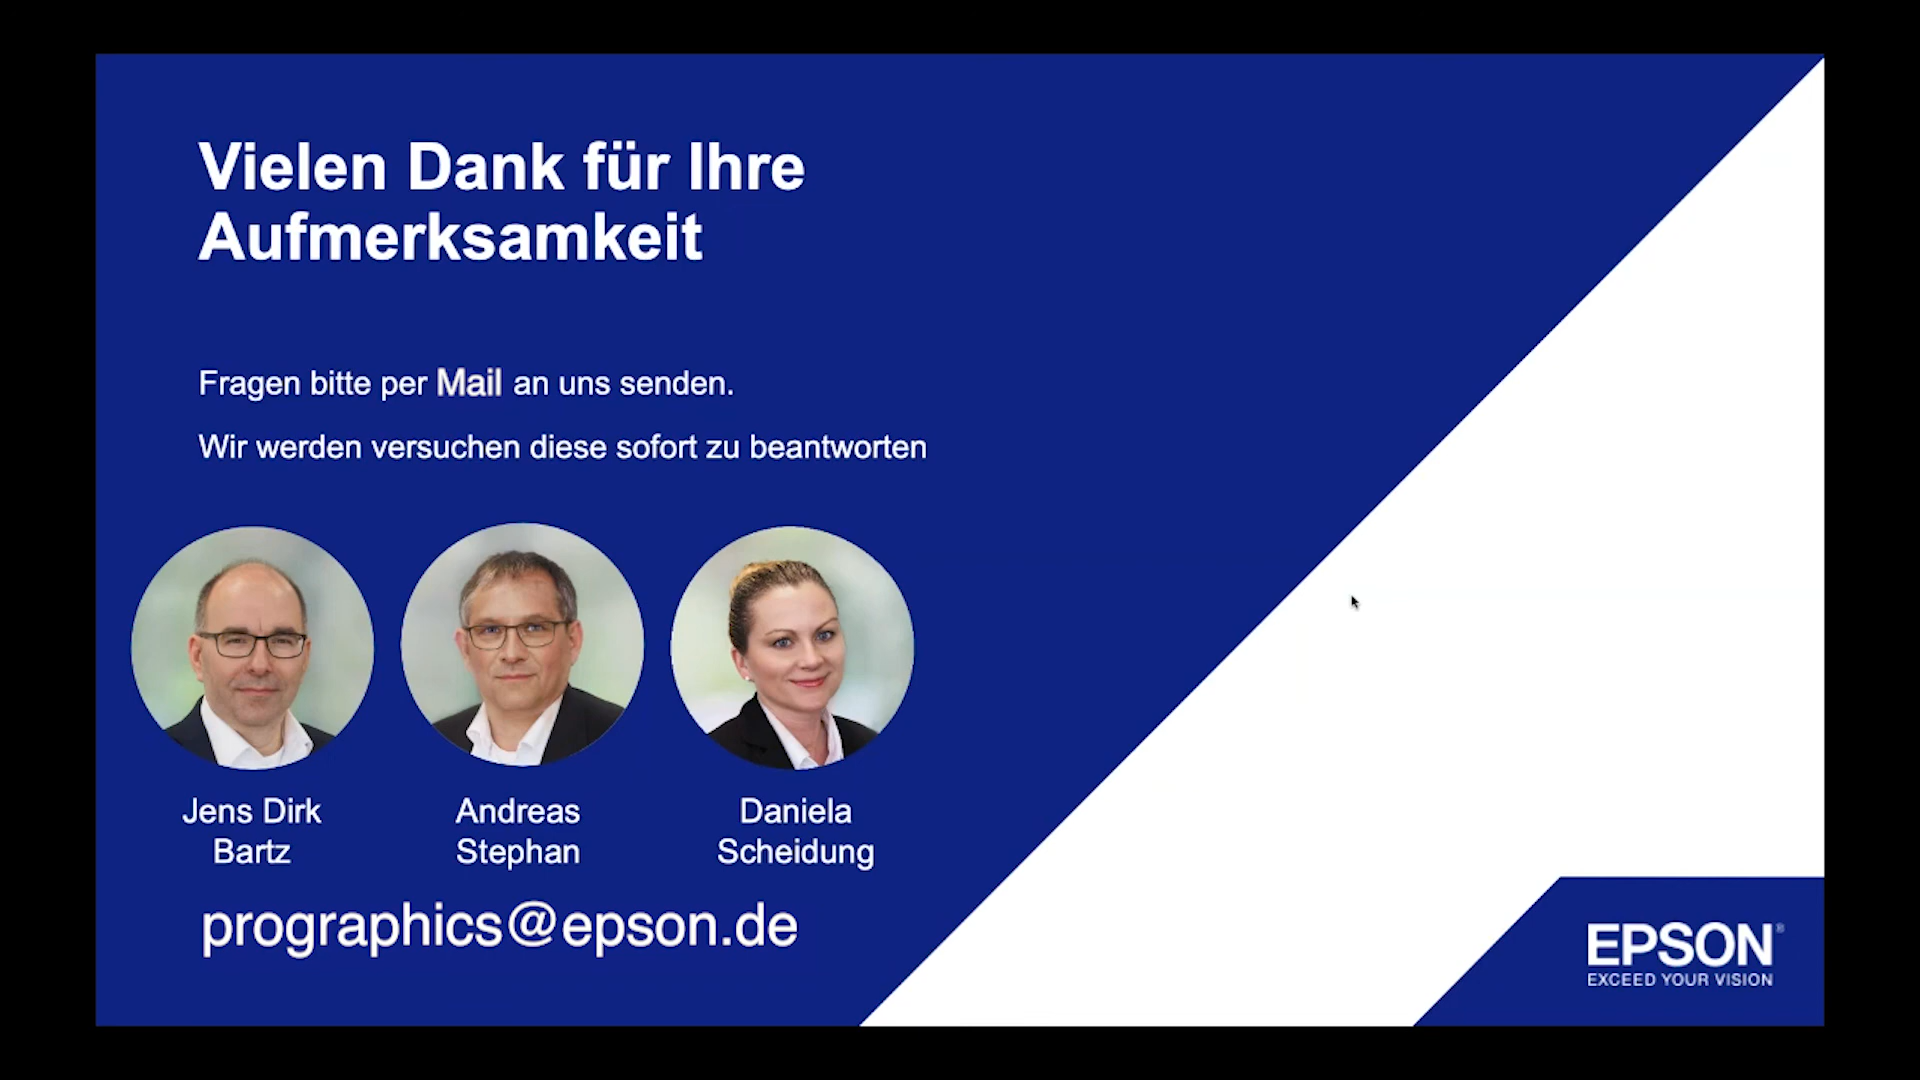 Vielen Dank für Ihre
Aufmerksamkeit
Fragen bitte per Mail an uns senden.
Wir werden versuchen diese sofort zu beantworten
Jens Dirk
Bartz
Andreas
Stephan
Daniela
Scheidung
prographics@epson.de
EPSON®
EXCEED YOUR VISION